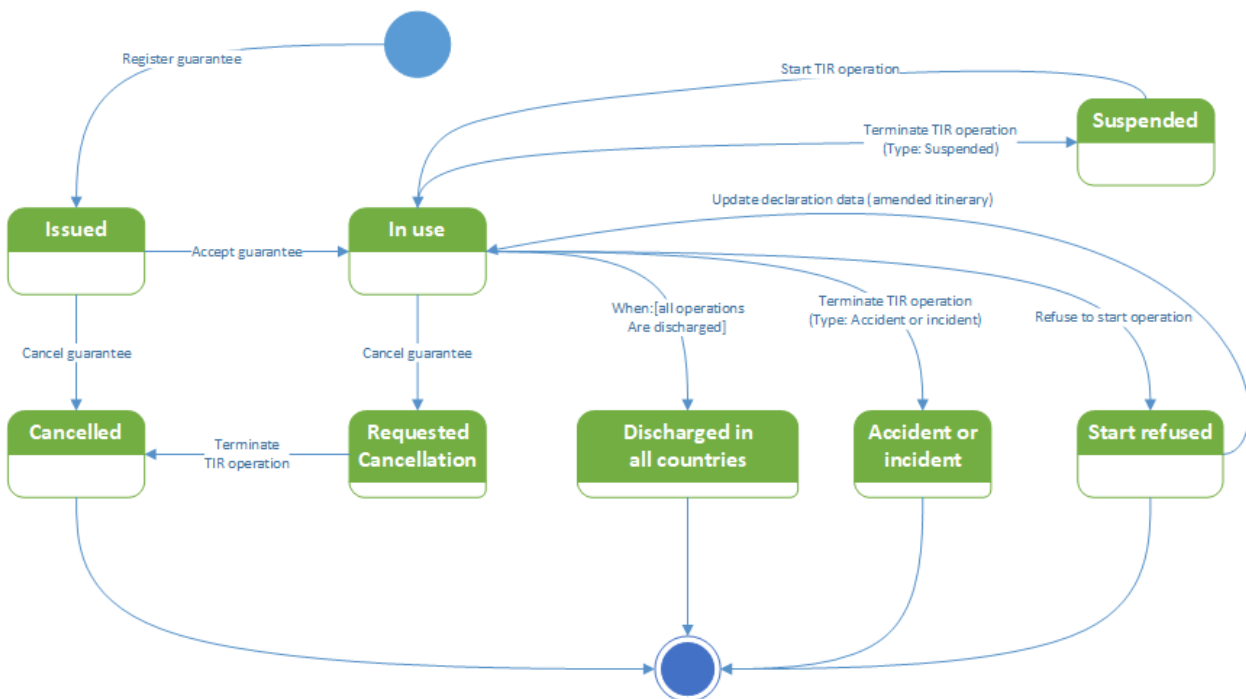 Register guarantee
Start TIR operation
Suspended
Terminate TIR operation
(Type: Suspended)
Update declaration data (amended itinerary)
Issued
In use
Accept guarantee
When:[all operations
Are discharged]
Terminate TIR operation
(Type: Accident or incident)
Refuse to start operation
Cancel guarantee
Cancel guarantee
Cancelled
Terminate
TIR operation
Requested
Cancellation
Discharged in
all countries
Accident or
incident
Start refused